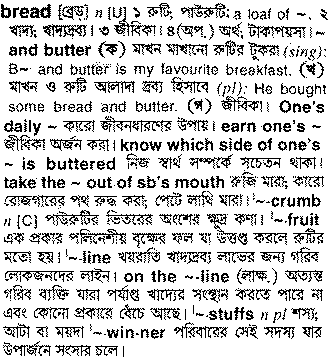 bread [ব্রেড্] n [U] ১ রুটি, পাউরুটি: a loaf of ~. ২
খাদ্য; খাদ্যদ্রব্য। ৩ জীবিকা। ৪ (অপ.) অর্থ; টাকাপয়সা। ~
and butter (ক) মাখন মাখানো রুটির টুকরা (sing):
B~ and butter is my favourite breakfast. (খ)
মাখন ও রুটি আলাদা দ্রব্য হিসাবে (pl): He bought
some bread and butter. (গ) জীবিকা। One's
daily ~ কারো জীবনধারণের উপায়। earn one's ~
জীবিকা অর্জন করা। know which side of one's
~ is buttered নিজ স্বার্থ সম্পর্কে সচেতন থাকা।
take the ~ out of sb's mouth রুজি মারা; কারো
রোজগারের পথ রুদ্ধ করা; পেটে লাথি মারা। '~-crumb
n [C] পাউরুটির ভিতরের অংশের ক্ষুদ্র কণা। '~-fruit
এক প্রকার পলিনেশীয় বৃক্ষের ফল যা উত্তপ্ত করলে রুটির
মতো হয়। '~-line খয়রাতি খাদ্যদ্রব্য লাভের জন্য গরিব
লোকজনদের লাইন। on the ~-line (লাক্ষ.) অত্যন্ত
গরিব ব্যক্তি যারা পর্যাপ্ত খাদ্যের সংস্থান করতে পারে না
এবং কোনো প্রকারে বেঁচে আছে। '~-stuffs n pl শস্য;
আটা বা ময়দা। '~-win·ner পরিবারের সেই সদস্য যার
উপার্জনে সংসার চলে।